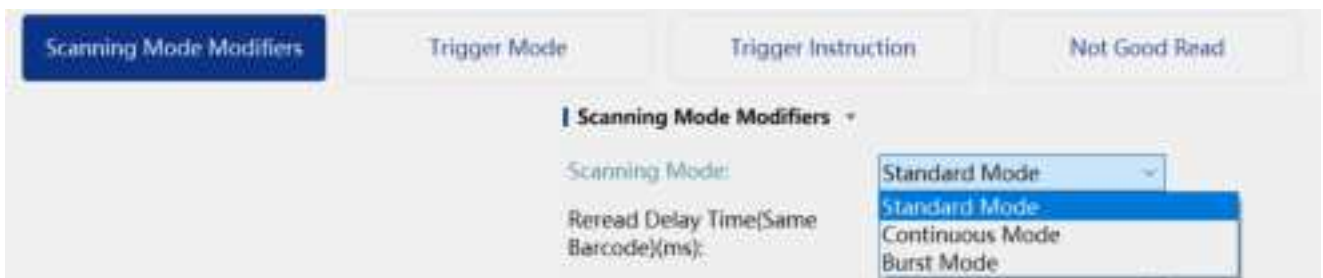 Scanning Mode Modifiers
Trigger Mode
Trigger Instruction
Not Good Read
Scanning Mode Modifiers
Scanning Mode:
Standard Mode
Standard Mode
Reread Delay Time(Same
Barcode)(ms):
Continuous Mode
Burst Mode